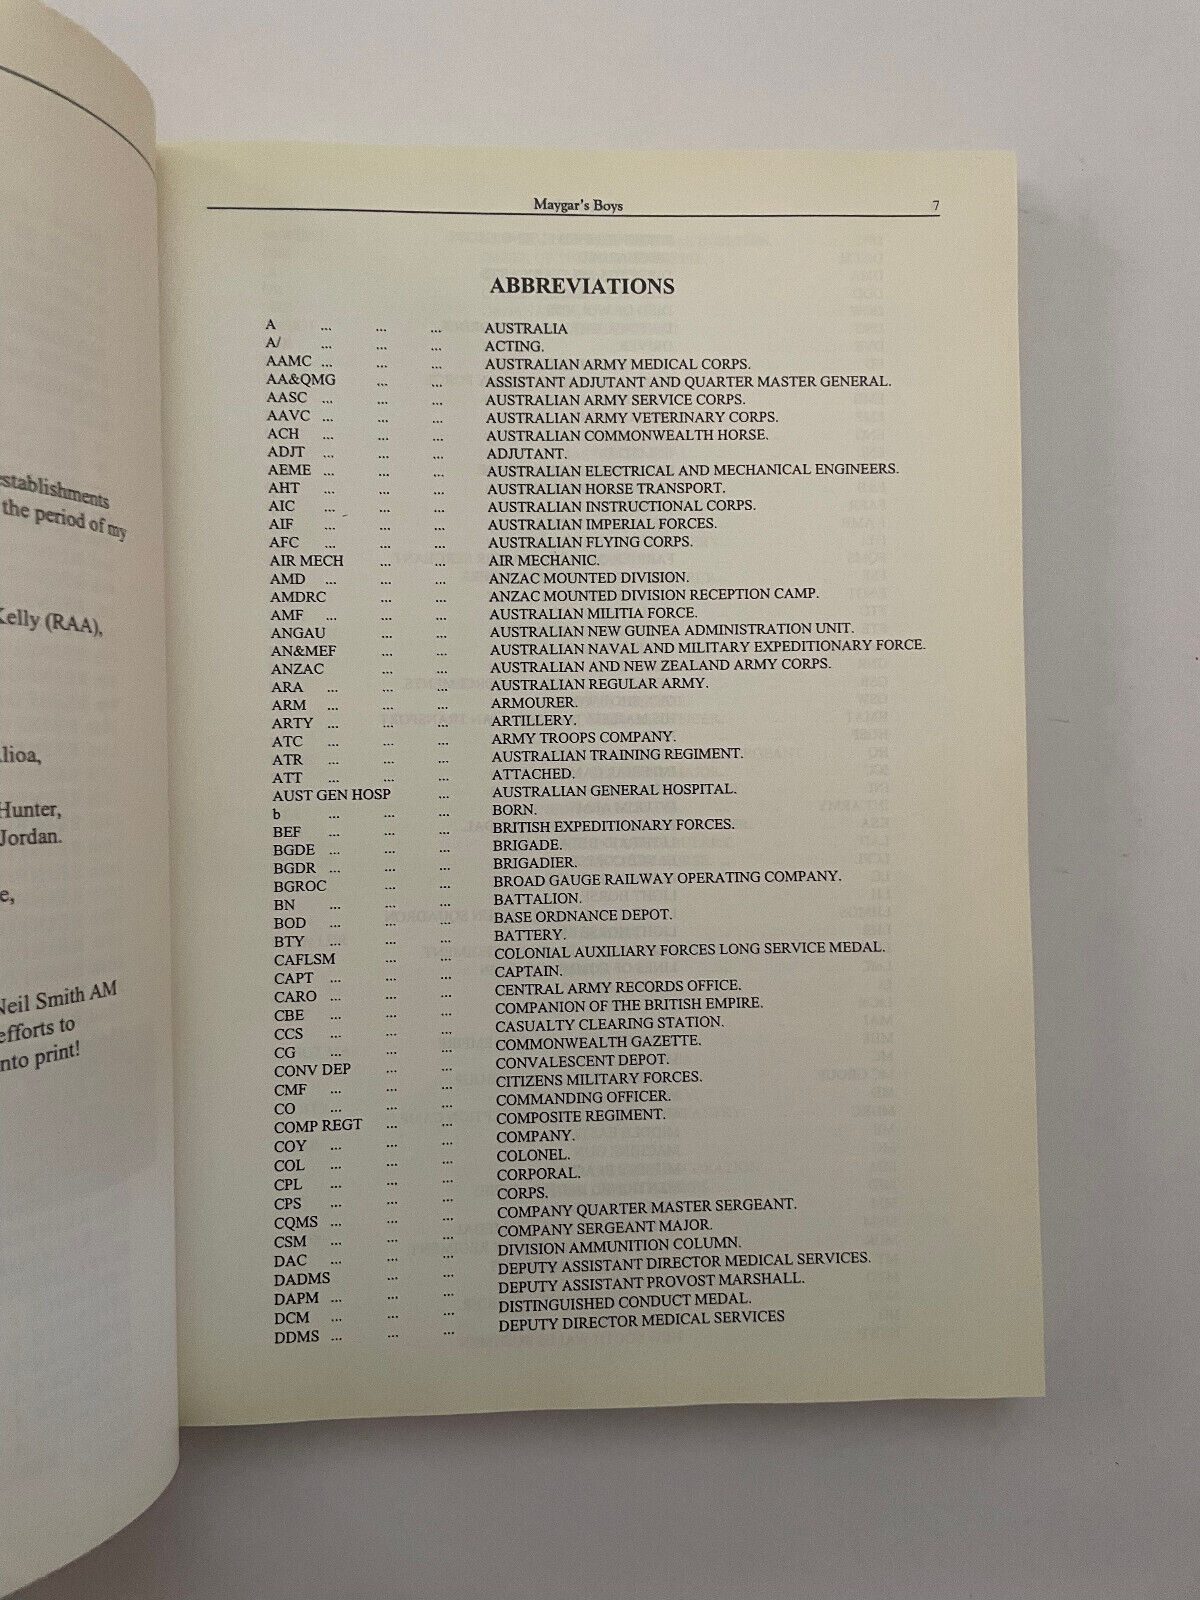 establishments
the period of my
Kelly (RAA),
Hunter,
Jordan.
Neil Smith AM
efforts to
into print!
Maygar's Boys 7
ABBREVIATIONS
A ... ... ... AUSTRALIA
A/ ... ... ... ACTING.
AAMC ... ... ... AUSTRALIAN ARMY MEDICAL CORPS.
AA&QMG ... ... ASSISTANT ADJUTANT AND QUARTER MASTER GENERAL.
AASC ... ... ... AUSTRALIAN ARMY SERVICE CORPS.
AAVC ... ... ... AUSTRALIAN ARMY VETERINARY CORPS.
ACH ... ... ... AUSTRALIAN COMMONWEALTH HORSE.
ADJT ... ... ... ADJUTANT.
AEME ... ... ... AUSTRALIAN ELECTRICAL AND MECHANICAL ENGINEERS.
AHT ... ... ... AUSTRALIAN HORSE TRANSPORT.
AIC ... ... ... AUSTRALIAN INSTRUCTIONAL CORPS.
AIF ... ... ... AUSTRALIAN IMPERIAL FORCES.
AFC ... ... ... AUSTRALIAN FLYING CORPS.
AIR MECH ... ... AIR MECHANIC.
AMD ... ... ... ANZAC MOUNTED DIVISION.
AMDRC ... ... ANZAC MOUNTED DIVISION RECEPTION CAMP.
AMF ... ... ... AUSTRALIAN MILITIA FORCE.
ANGAU ... ... AUSTRALIAN NEW GUINEA ADMINISTRATION UNIT.
AN&MEF ... ... AUSTRALIAN NAVAL AND MILITARY EXPEDITIONARY FORCE.
ANZAC ... ... AUSTRALIAN AND NEW ZEALAND ARMY CORPS.
ARA ... ... ... AUSTRALIAN REGULAR ARMY.
ARM ... ... ... ARMOURER.
ARTY ... ... ... ARTILLERY.
ATC ... ... ... ARMY TROOPS COMPANY.
ATR ... ... ... AUSTRALIAN TRAINING REGIMENT.
ATT ... ... ... ATTACHED.
AUST GEN HOSP ... AUSTRALIAN GENERAL HOSPITAL.
b ... ... ... BORN.
BEF ... ... ... BRITISH EXPEDITIONARY FORCES.
BGDE ... ... ... BRIGADE.
BGDR ... ... ... BRIGADIER.
BGROC ... ... BROAD GAUGE RAILWAY OPERATING COMPANY.
BN ... ... ... BATTALION.
BOD ... ... ... BASE ORDNANCE DEPOT.
BTY ... ... ... BATTERY.
CAFLSM ... ... COLONIAL AUXILIARY FORCES LONG SERVICE MEDAL.
CAPT ... ... ... CAPTAIN.
CARO ... ... ... CENTRAL ARMY RECORDS OFFICE.
CBE ... ... ... COMPANION OF THE BRITISH EMPIRE.
CCS ... ... ... CASUALTY CLEARING STATION.
CG ... ... ... COMMONWEALTH GAZETTE.
CONV DEP ... ... CONVALESCENT DEPOT.
CMF ... ... ... CITIZENS MILITARY FORCES.
CO ... ... ... COMMANDING OFFICER.
COMP REGT ... ... COMPOSITE REGIMENT.
COY ... ... ... COMPANY.
COL ... ... ... COLONEL.
CPL ... ... ... CORPORAL.
CPS ... ... ... CORPS.
CQMS ... ... ... COMPANY QUARTER MASTER SERGEANT.
CSM ... ... ... COMPANY SERGEANT MAJOR.
DAC ... ... ... DIVISION AMMUNITION COLUMN.
DADMS ... ... DEPUTY ASSISTANT DIRECTOR MEDICAL SERVICES.
DAPM ... ... ... DEPUTY ASSISTANT PROVOST MARSHALL.
DCM ... ... ... DISTINGUISHED CONDUCT MEDAL.
DDMS ... ... ... DEPUTY DIRECTOR MEDICAL SERVICES